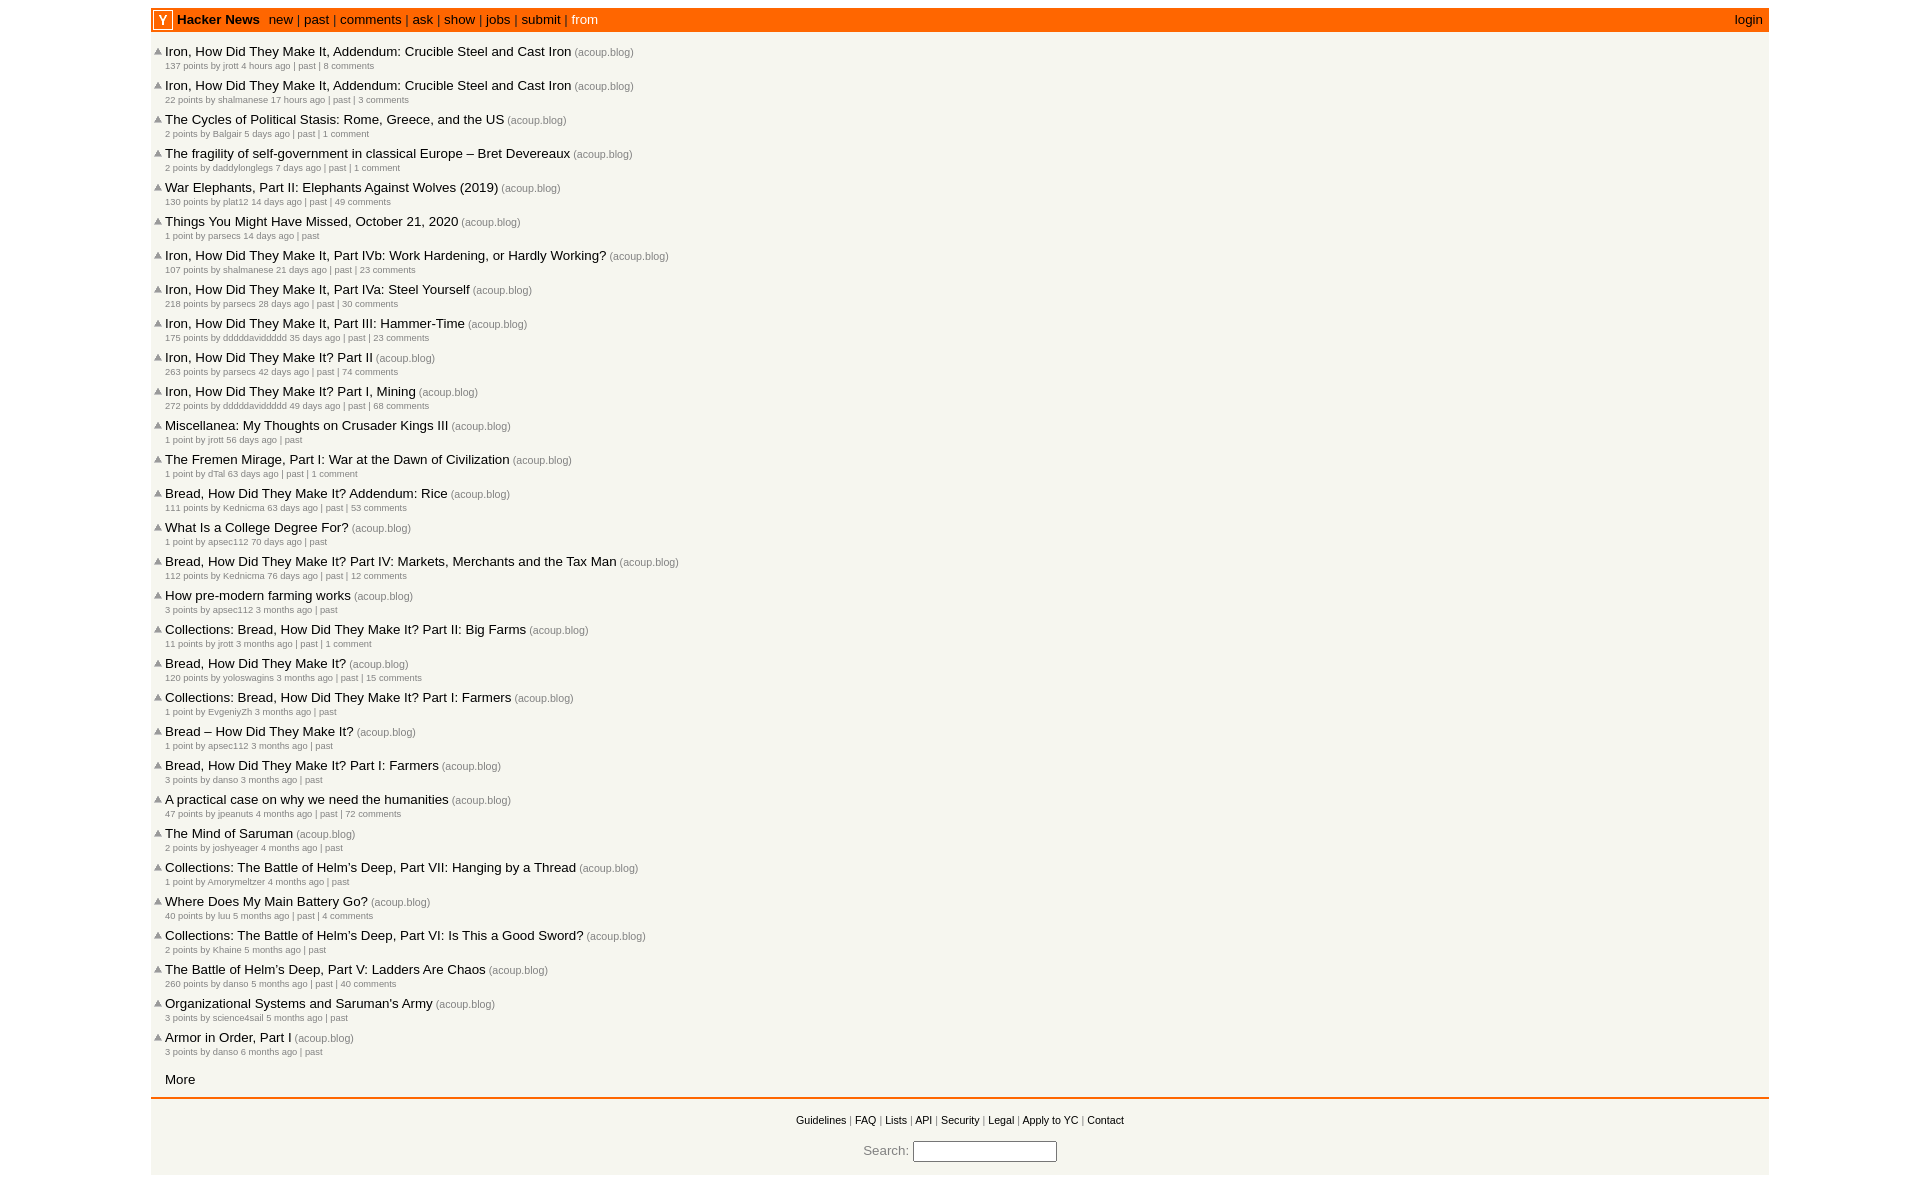 Y Hacker News new | past | comments | ask | show | jobs | submit | from login
Iron, How Did They Make It, Addendum: Crucible Steel and Cast Iron (acoup.blog)
137 points by jrott 4 hours ago | past | 8 comments
Iron, How Did They Make It, Addendum: Crucible Steel and Cast Iron (acoup.blog)
22 points by shalmanese 17 hours ago | past | 3 comments
The Cycles of Political Stasis: Rome, Greece, and the US (acoup.blog)
2 points by Balgair 5 days ago | past | 1 comment
The fragility of self-government in classical Europe – Bret Devereaux (acoup.blog)
2 points by daddylonglegs 7 days ago | past | 1 comment
War Elephants, Part II: Elephants Against Wolves (2019) (acoup.blog)
130 points by plat12 14 days ago | past | 49 comments
Things You Might Have Missed, October 21, 2020 (acoup.blog)
1 point by parsecs 14 days ago | past
Iron, How Did They Make It, Part IVb: Work Hardening, or Hardly Working? (acoup.blog)
107 points by shalmanese 21 days ago | past | 23 comments
Iron, How Did They Make It, Part IVa: Steel Yourself (acoup.blog)
218 points by parsecs 28 days ago | past | 30 comments
Iron, How Did They Make It, Part III: Hammer-Time (acoup.blog)
175 points by dddddaviddddd 35 days ago | past | 23 comments
Iron, How Did They Make It? Part II (acoup.blog)
263 points by parsecs 42 days ago | past | 74 comments
Iron, How Did They Make It? Part I, Mining (acoup.blog)
272 points by dddddaviddddd 49 days ago | past | 68 comments
Miscellanea: My Thoughts on Crusader Kings III (acoup.blog)
1 point by jrott 56 days ago | past
The Fremen Mirage, Part I: War at the Dawn of Civilization (acoup.blog)
1 point by dTal 63 days ago | past | 1 comment
Bread, How Did They Make It? Addendum: Rice (acoup.blog)
111 points by Kednicma 63 days ago | past | 53 comments
What Is a College Degree For? (acoup.blog)
1 point by apsec112 70 days ago | past
Bread, How Did They Make It? Part IV: Markets, Merchants and the Tax Man (acoup.blog)
112 points by Kednicma 76 days ago | past | 12 comments
How pre-modern farming works (acoup.blog)
3 points by apsec112 3 months ago | past
Collections: Bread, How Did They Make It? Part II: Big Farms (acoup.blog)
11 points by jrott 3 months ago | past | 1 comment
Bread, How Did They Make It? (acoup.blog)
120 points by yoloswagins 3 months ago | past | 15 comments
Collections: Bread, How Did They Make It? Part I: Farmers (acoup.blog)
1 point by EvgeniyZh 3 months ago | past
Bread – How Did They Make It? (acoup.blog)
1 point by apsec112 3 months ago | past
Bread, How Did They Make It? Part I: Farmers (acoup.blog)
3 points by danso 3 months ago | past
A practical case on why we need the humanities (acoup.blog)
47 points by jpeanuts 4 months ago | past | 72 comments
The Mind of Saruman (acoup.blog)
2 points by joshyeager 4 months ago | past
Collections: The Battle of Helm’s Deep, Part VII: Hanging by a Thread (acoup.blog)
1 point by Amorymeltzer 4 months ago | past
Where Does My Main Battery Go? (acoup.blog)
40 points by luu 5 months ago | past | 4 comments
Collections: The Battle of Helm’s Deep, Part VI: Is This a Good Sword? (acoup.blog)
2 points by Khaine 5 months ago | past
The Battle of Helm’s Deep, Part V: Ladders Are Chaos (acoup.blog)
260 points by danso 5 months ago | past | 40 comments
Organizational Systems and Saruman's Army (acoup.blog)
3 points by science4sail 5 months ago | past
Armor in Order, Part I (acoup.blog)
3 points by danso 6 months ago | past
More
Guidelines | FAQ | Lists | API | Security | Legal | Apply to YC | Contact
Search: